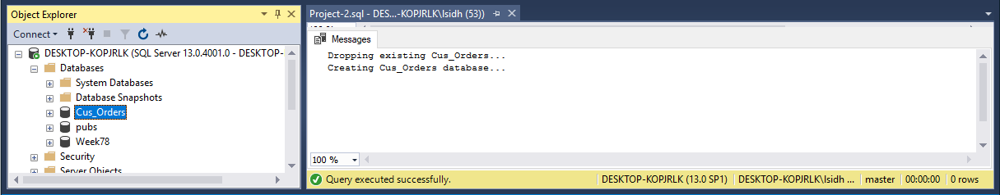 Object Explorer
Connect
DESKTOP-KOPJRLK (SQL Server 13.0.4001.0 - DESKTOP-
Databases
System Databases
Database Snapshots
Cus_Orders
pubs
Week78
Security
Server Objects
Project-2.sql - DES...-KOPJRLK\lsidh (53))
100 %
Messages
Dropping existing Cus_Orders...
Creating Cus_Orders database...
100 %
Query executed successfully.
DESKTOP-KOPJRLK (13.0 SP1)
DESKTOP-KOPJRLK\lsidh ...
master
00:00:00
0 rows